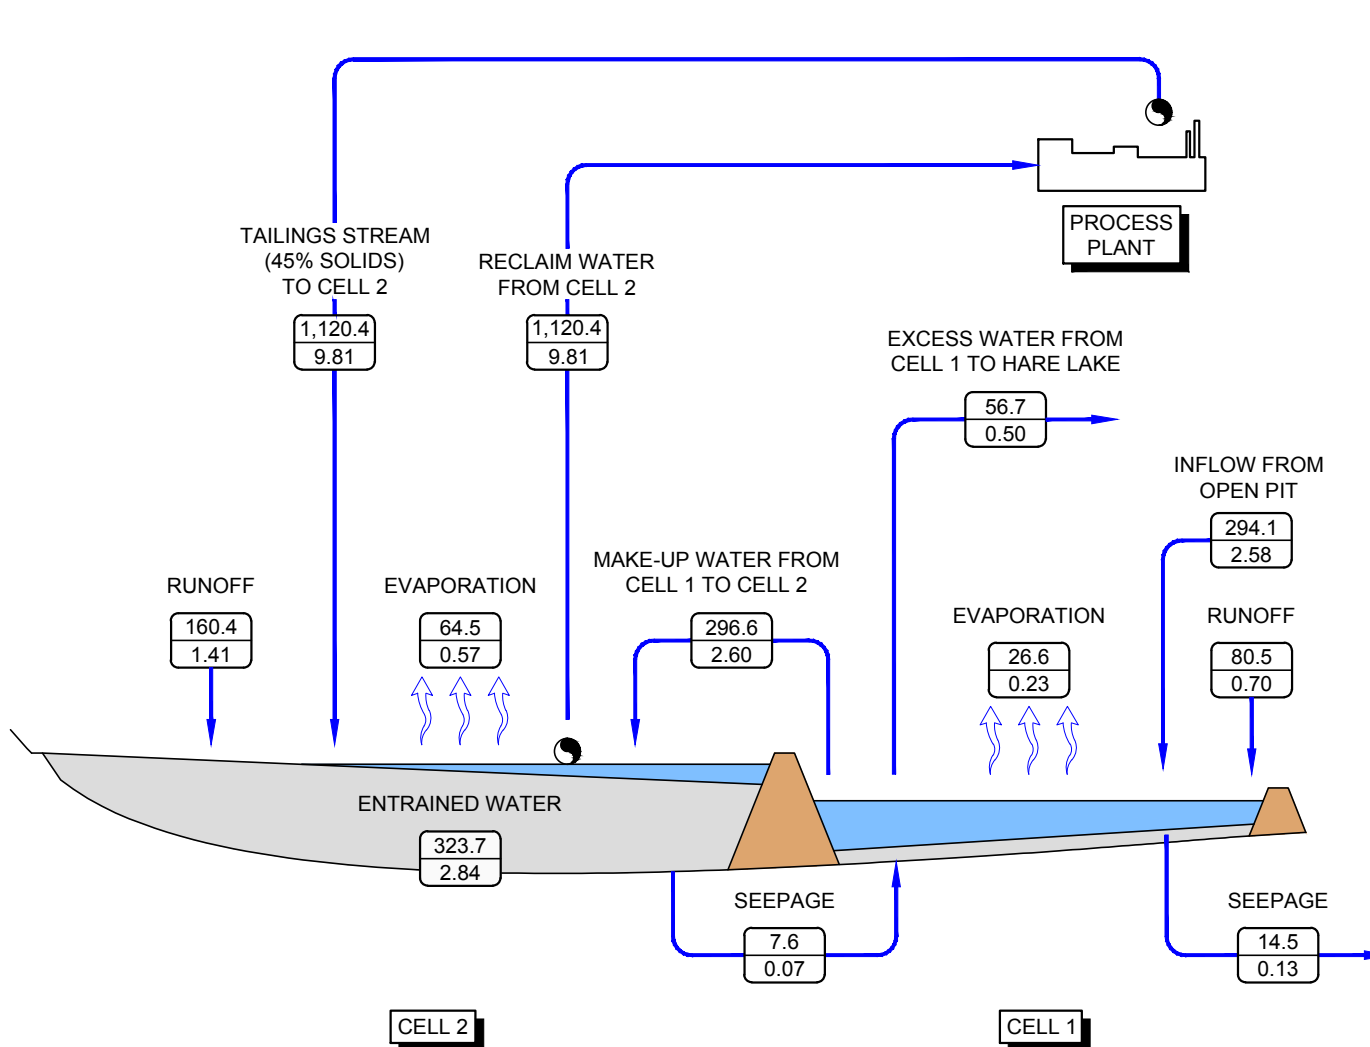 PROCESS
PLANT
TAILINGS STREAM
(45% SOLIDS)
TO CELL 2
1,120.4
9.81
RECLAIM WATER
FROM CELL 2
1,120.4
9.81
EXCESS WATER FROM
CELL 1 TO HARE LAKE
56.7
0.50
INFLOW FROM
OPEN PIT
294.1
2.58
RUNOFF
160.4
1.41
EVAPORATION
64.5
0.57
MAKE-UP WATER FROM
CELL 1 TO CELL 2
296.6
2.60
EVAPORATION
26.6
0.23
RUNOFF
80.5
0.70
ENTRAINED WATER
323.7
2.84
SEEPAGE
7.6
0.07
SEEPAGE
14.5
0.13
CELL 2
CELL 1